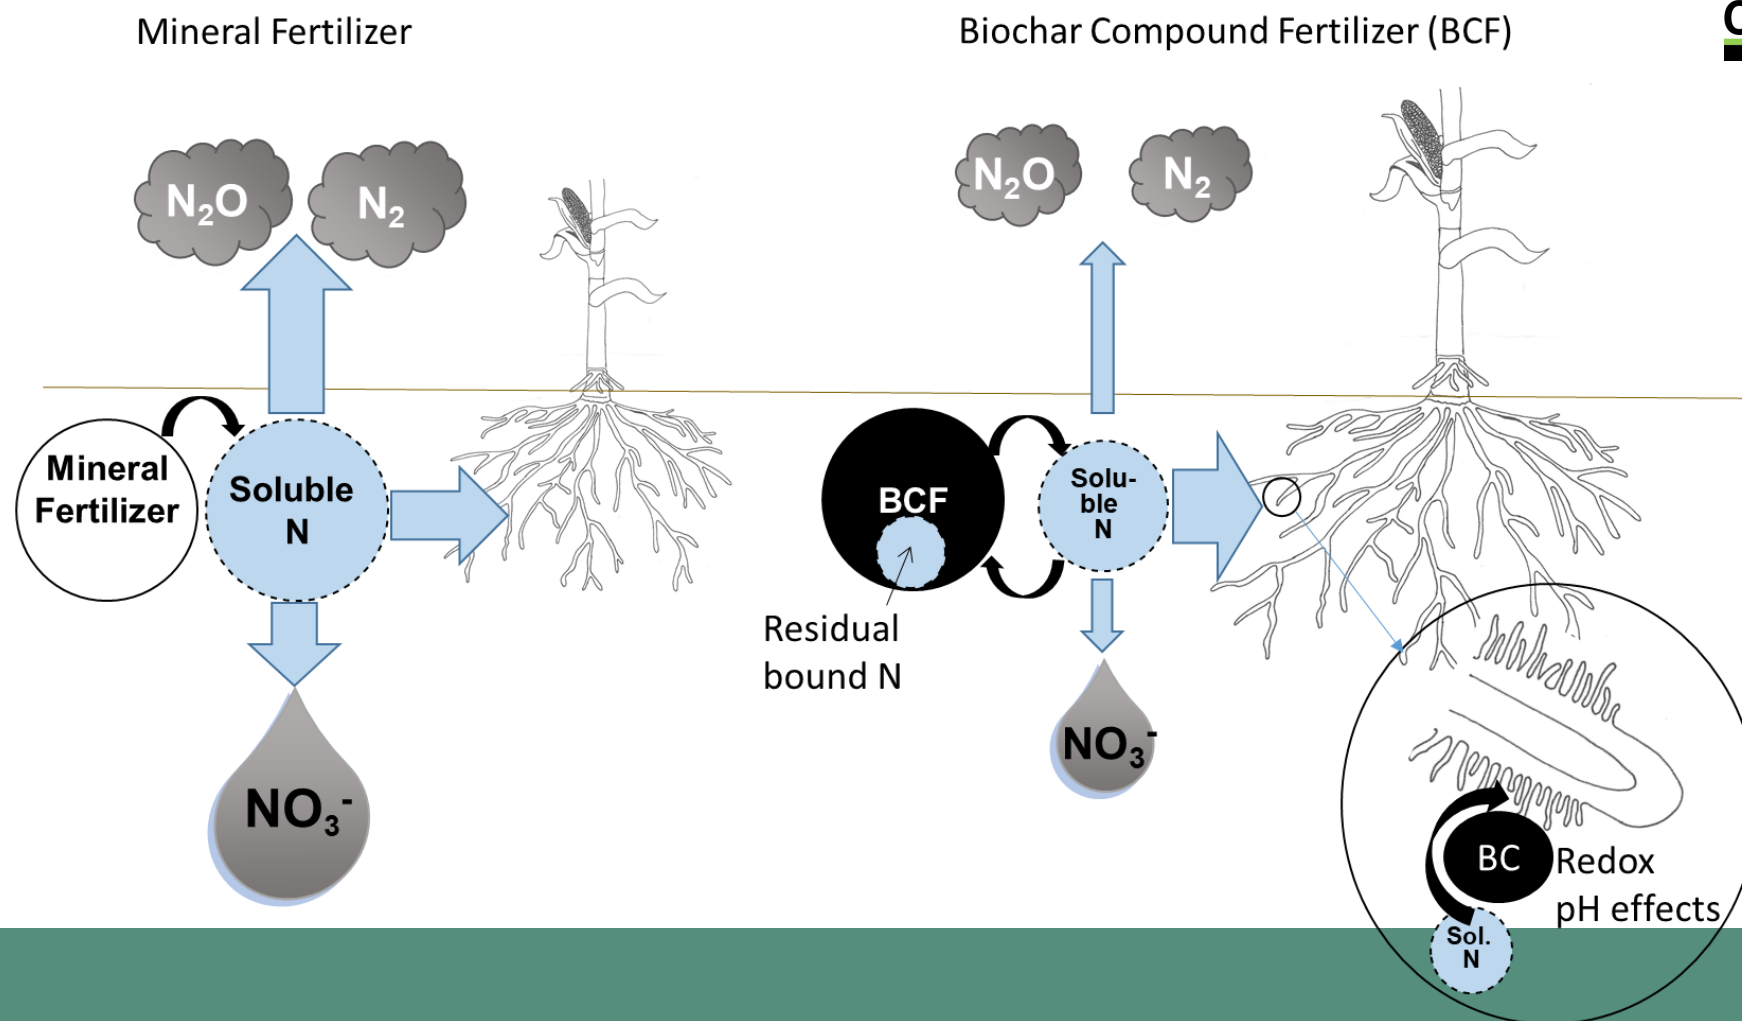 Mineral Fertilizer
Biochar Compound Fertilizer (BCF)
N₂O
N₂
N₂O
N₂
Mineral
Fertilizer
Soluble
N
BCF
Solu-
ble
N
Residual
bound N
NO₃⁻
NO₃⁻
BC
Redox
pH effects
Sol.
N